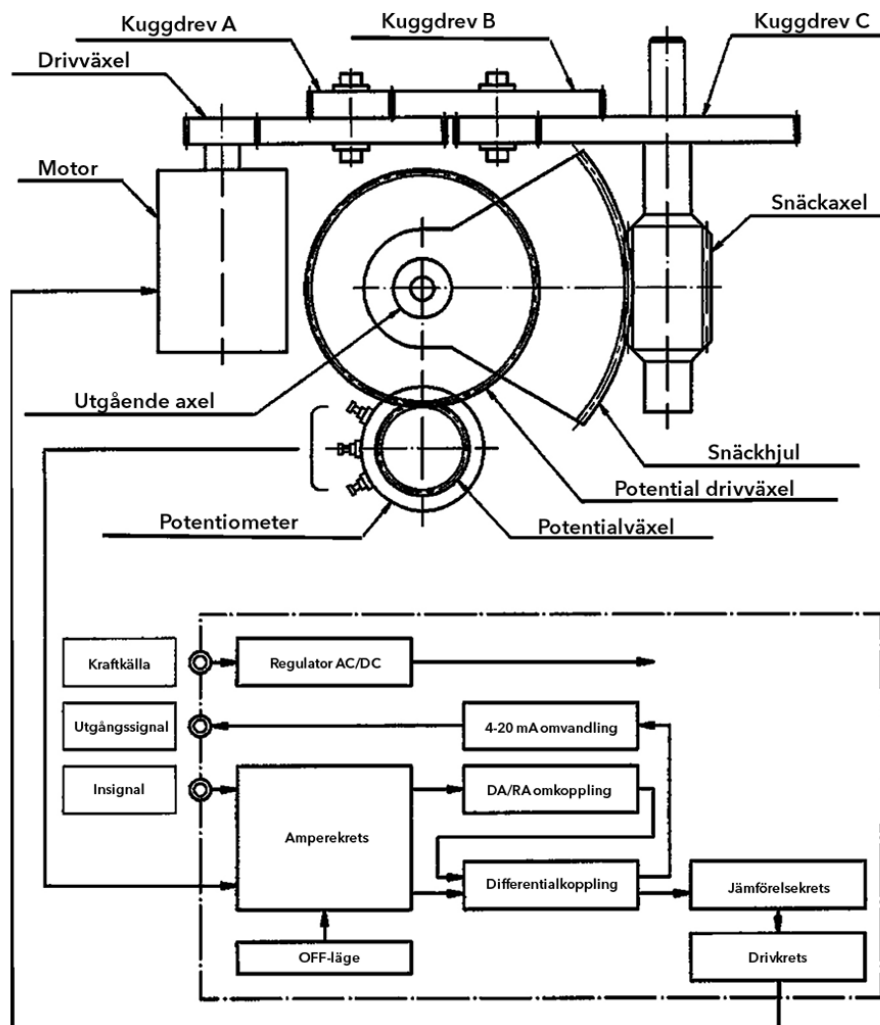 Kuggdrev A
Kuggdrev B
Kuggdrev C
Drivväxel
Motor
Snäckaxel
Utgående axel
Snäckhjul
Potential drivväxel
Potentiometer
Potentialväxel
Kraftkälla
Regulator AC/DC
Utgångssignal
4-20 mA omvandling
Insignal
DA/RA omkoppling
Amperekrets
Differentialkoppling
Jämförelsekrets
OFF-läge
Drivkrets